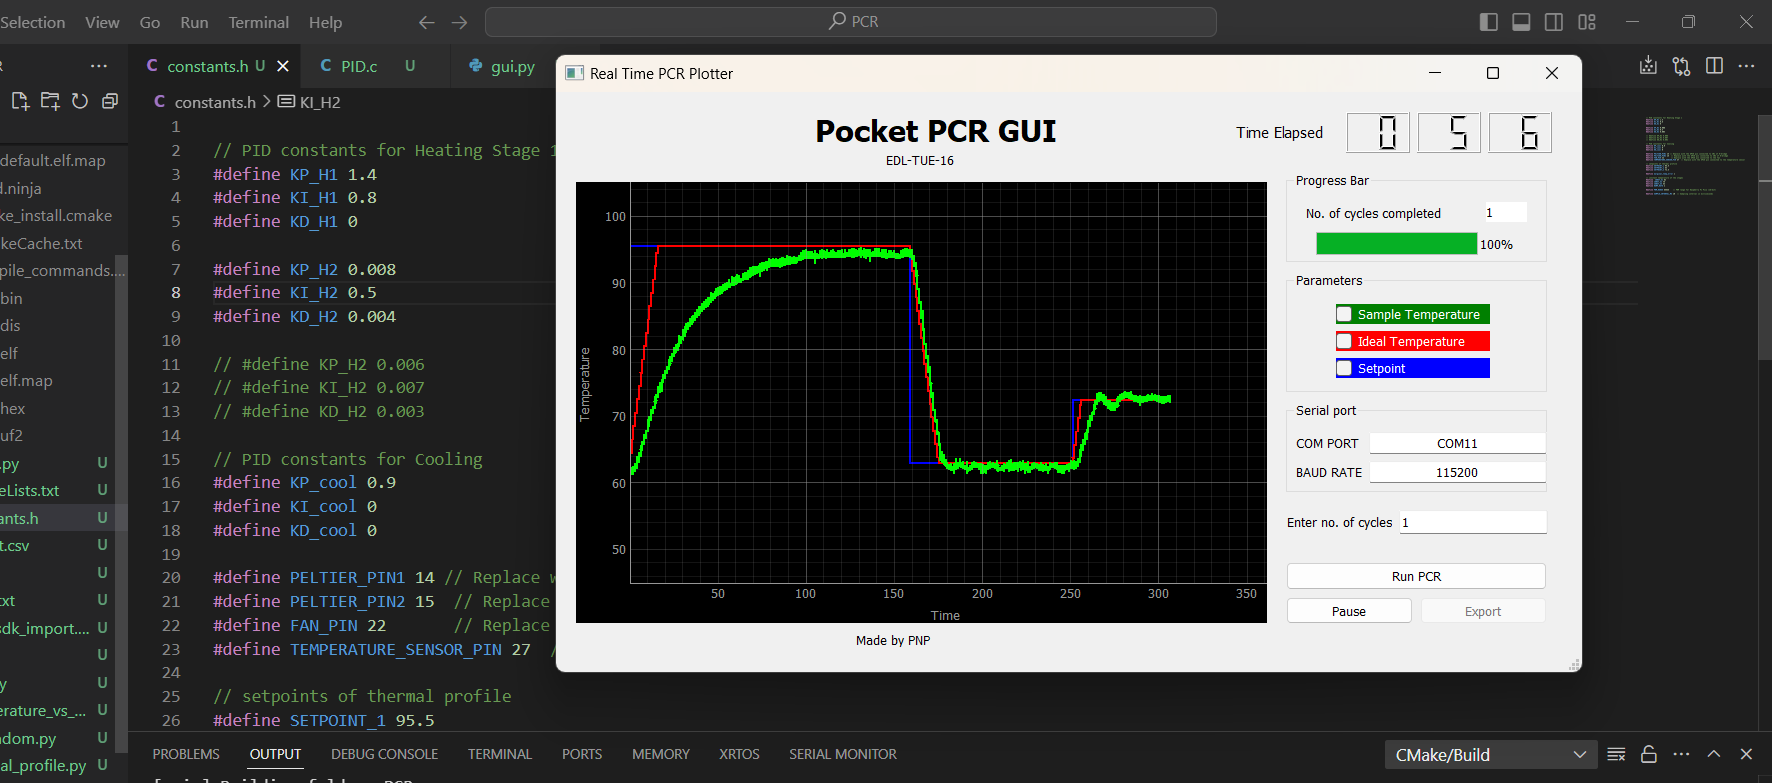 Selection View Go Run Terminal Help
PCR
constants.h U
PID.c U
gui.py
constants.h > KI_H2
default.elf.map
d.ninja
ke_install.cmake
keCache.txt
pile_commands....
bin
dis
elf
elf.map
hex
uf2
.py U
eLists.txt U
ants.h U
t.csv U
U
xt U
sdk_import.... U
U
y U
erature_vs_... U
dom.py U
al_profile.py U
1
2 // PID constants for Heating Stage 1
3 #define KP_H1 1.4
4 #define KI_H1 0.8
5 #define KD_H1 0
6
7 #define KP_H2 0.008
8 #define KI_H2 0.5
9 #define KD_H2 0.004
10
11 // #define KP_H2 0.006
12 // #define KI_H2 0.007
13 // #define KD_H2 0.003
14
15 // PID constants for Cooling
16 #define KP_cool 0.9
17 #define KI_cool 0
18 #define KD_cool 0
19
20 #define PELTIER_PIN1 14 // Replace w
21 #define PELTIER_PIN2 15 // Replace
22 #define FAN_PIN 22 // Replace
23 #define TEMPERATURE_SENSOR_PIN 27 /
24
25 // setpoints of thermal profile
26 #define SETPOINT_1 95.5
Real Time PCR Plotter
Pocket PCR GUI
EDL-TUE-16
Time Elapsed 0 5 6
100
90
80
70
60
50
Temperature
50 100 150 200 250 300 350
Time
Made by PNP
Progress Bar
No. of cycles completed 1
100%
Parameters
Sample Temperature
Ideal Temperature
Setpoint
Serial port
COM PORT COM11
BAUD RATE 115200
Enter no. of cycles 1
Run PCR
Pause Export
PROBLEMS OUTPUT DEBUG CONSOLE TERMINAL PORTS MEMORY XRTOS SERIAL MONITOR
CMake/Build